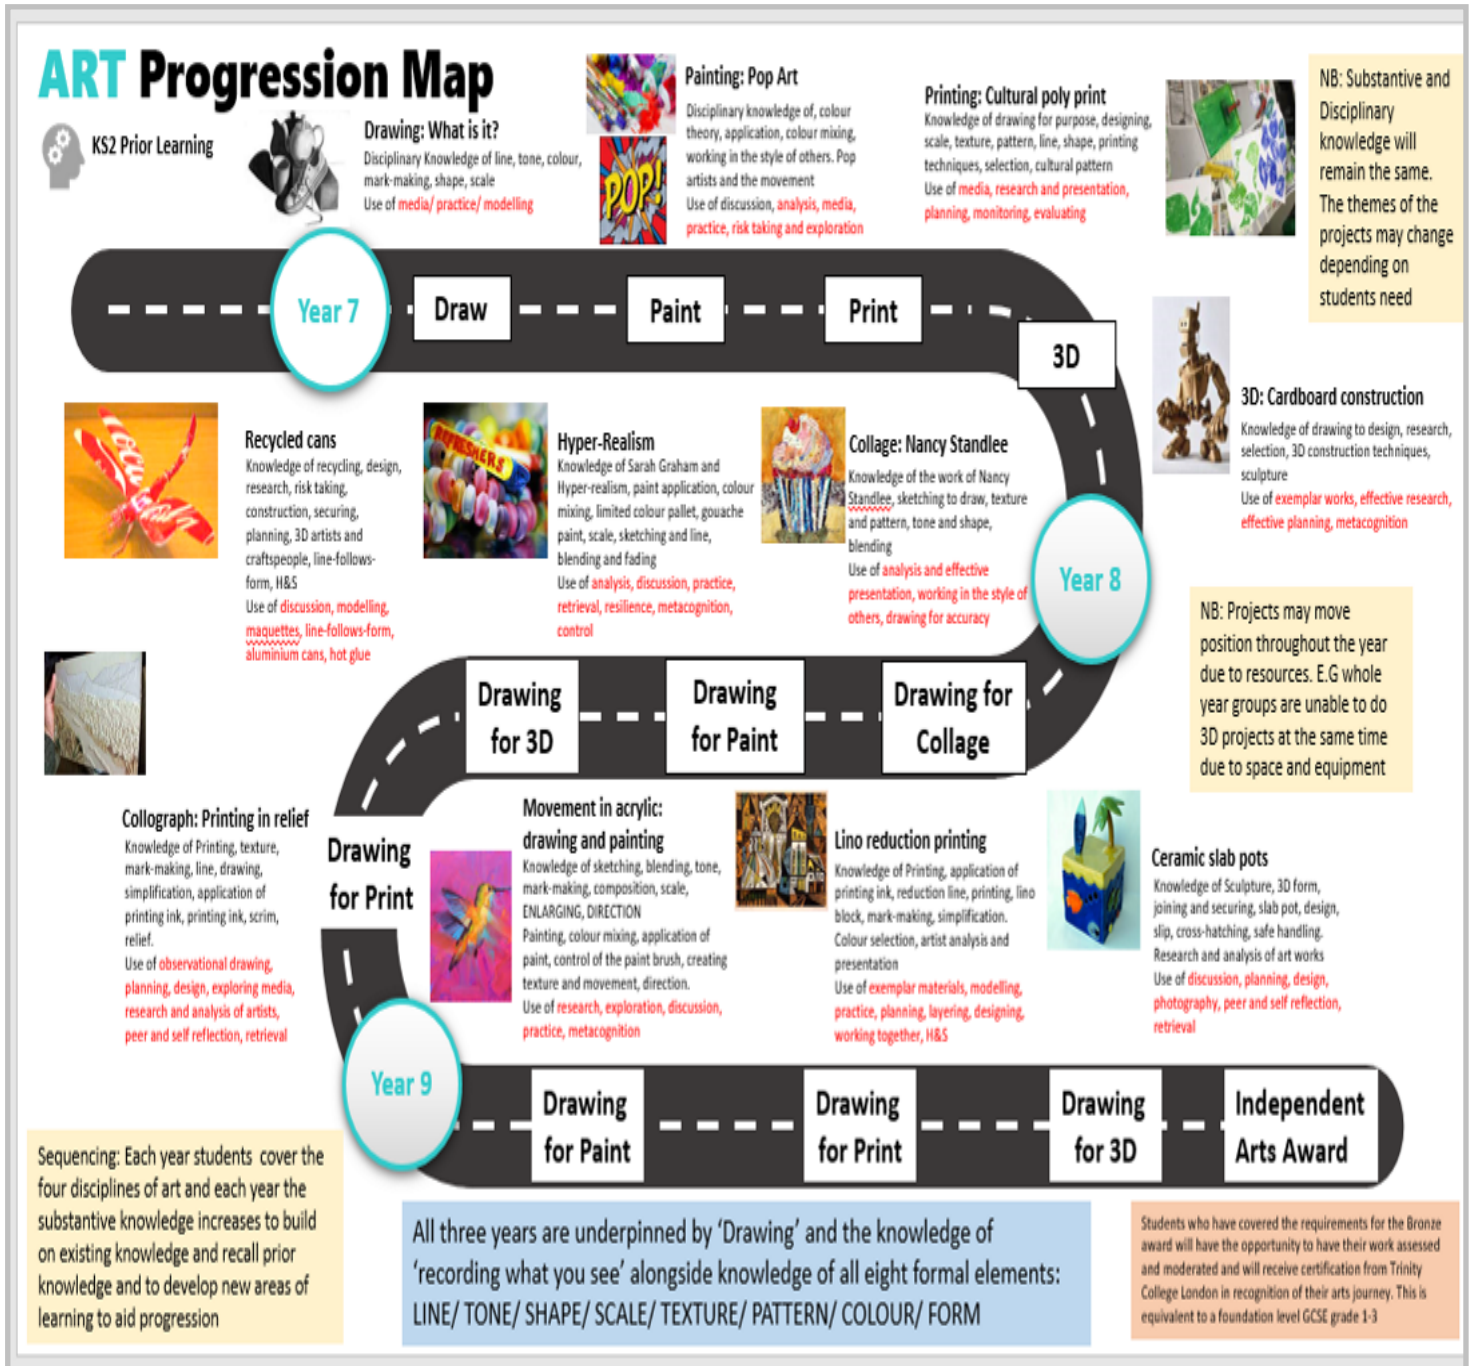 ART Progression Map
KS2 Prior Learning
Drawing: What is it?
Disciplinary Knowledge of line, tone, colour,
mark-making, shape, scale
Use of media/ practice/ modelling
Painting: Pop Art
Disciplinary knowledge of, colour
theory, application, colour mixing,
working in the style of others. Pop
artists and the movement
Use of discussion, analysis, media,
practice, risk taking and exploration
POP!
Printing: Cultural poly print
Knowledge of drawing for purpose, designing,
scale, texture, pattern, line, shape, printing
techniques, selection, cultural pattern
Use of media, research and presentation,
planning, monitoring, evaluating
NB: Substantive and
Disciplinary
knowledge will
remain the same.
The themes of the
projects may change
depending on
students need
Year 7
Draw
Paint
Print
3D
3D: Cardboard construction
Knowledge of drawing to design, research,
selection, 3D construction techniques,
sculpture
Use of exemplar works, effective research,
effective planning, metacognition
Recycled cans
Knowledge of recycling, design,
research, risk taking,
construction, securing,
planning, 3D artists and
craftspeople, line-follows-
form, H&S
Use of discussion, modelling,
maquettes, line-follows-form,
aluminium cans, hot glue
REFRESHERS
Hyper-Realism
Knowledge of Sarah Graham and
Hyper-realism, paint application, colour
mixing, limited colour pallet, gouache
paint, scale, sketching and line,
blending and fading
Use of analysis, discussion, practice,
retrieval, resilience, metacognition,
control
Collage: Nancy Standlee
Knowledge of the work of Nancy
Standlee, sketching to draw, texture
and pattern, tone and shape,
blending
Use of analysis and effective
presentation, working in the style of
others, drawing for accuracy
Year 8
NB: Projects may move
position throughout the year
due to resources. E.G whole
year groups are unable to do
3D projects at the same time
due to space and equipment
Drawing
for 3D
Drawing
for Paint
Drawing for
Collage
Drawing
for Print
Collograph: Printing in relief
Knowledge of Printing, texture,
mark-making, line, drawing,
simplification, application of
printing ink, printing ink, scrim,
relief.
Use of observational drawing,
planning, design, exploring media,
research and analysis of artists,
peer and self reflection, retrieval
Movement in acrylic:
drawing and painting
Knowledge of sketching, blending, tone,
mark-making, composition, scale,
ENLARGING, DIRECTION
Painting, colour mixing, application of
paint, control of the paint brush, creating
texture and movement, direction.
Use of research, exploration, discussion,
practice, metacognition
Lino reduction printing
Knowledge of Printing, application of
printing ink, reduction line, printing, lino
block, mark-making, simplification.
Colour selection, artist analysis and
presentation
Use of exemplar materials, modelling,
practice, planning, layering, designing,
working together, H&S
Ceramic slab pots
Knowledge of Sculpture, 3D form,
joining and securing, slab pot, design,
slip, cross-hatching, safe handling.
Research and analysis of art works
Use of discussion, planning, design,
photography, peer and self reflection,
retrieval
Year 9
Drawing
for Paint
Drawing
for Print
Drawing
for 3D
Independent
Arts Award
Sequencing: Each year students cover the
four disciplines of art and each year the
substantive knowledge increases to build
on existing knowledge and recall prior
knowledge and to develop new areas of
learning to aid progression
All three years are underpinned by 'Drawing' and the knowledge of
'recording what you see' alongside knowledge of all eight formal elements:
LINE/ TONE/ SHAPE/ SCALE/ TEXTURE/ PATTERN/ COLOUR/ FORM
Students who have covered the requirements for the Bronze
award will have the opportunity to have their work assessed
and moderated and will receive certification from Trinity
College London in recognition of their arts journey. This is
equivalent to a foundation level GCSE grade 1-3